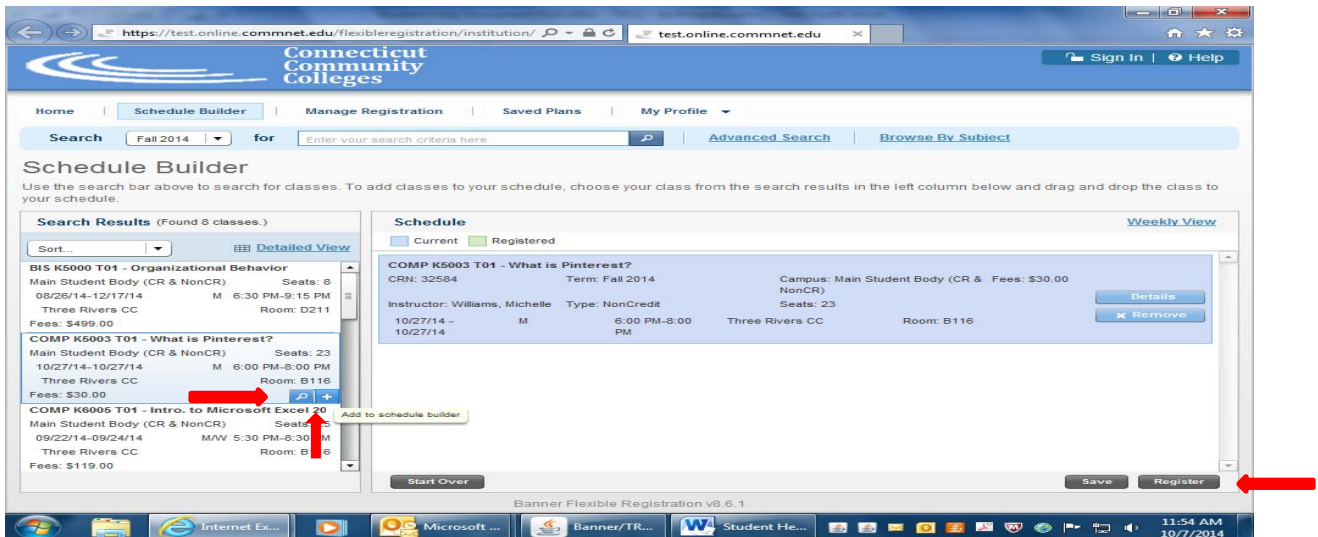 https://test.online.commnet.edu/flexibleregistration/institution/
test.online.commnet.edu
Connecticut
Community
Colleges
Sign In | Help
Home | Schedule Builder | Manage Registration | Saved Plans | My Profile
Search Fall 2014 for Enter your search criteria here Advanced Search Browse By Subject
Schedule Builder
Use the search bar above to search for classes. To add classes to your schedule, choose your class from the search results in the left column below and drag and drop the class to
your schedule.
Search Results (Found 8 classes.)
Sort... Detailed View
BIS K5000 T01 - Organizational Behavior
Main Student Body (CR & NonCR) Seats: 8
08/26/14-12/17/14 M 6:30 PM-9:15 PM
Three Rivers CC Room: D211
Fees: $499.00
COMP K5003 T01 - What is Pinterest?
Main Student Body (CR & NonCR) Seats: 23
10/27/14-10/27/14 M 6:00 PM-8:00 PM
Three Rivers CC Room: B116
Fees: $30.00
COMP K6005 T01 - Intro. to Microsoft Excel 20
Main Student Body (CR & NonCR)
09/22/14-09/24/14 M/W 5:30 PM-8:30
Three Rivers CC Room:
Fees: $119.00
Add to schedule builder
Schedule Weekly View
Current Registered
COMP K5003 T01 - What is Pinterest?
CRN: 32584 Term: Fall 2014 Campus: Main Student Body (CR & Fees: $30.00
NonCR)
Details
Instructor: Williams, Michelle Type: NonCredit Seats: 23
10/27/14 - M 6:00 PM-8:00 Three Rivers CC Room: B116
10/27/14 PM
Remove
Start Over Save Register
Banner Flexible Registration v8.6.1
Internet Ex... Microsoft ... Banner/TR... Student He... 11:54 AM
10/7/2014